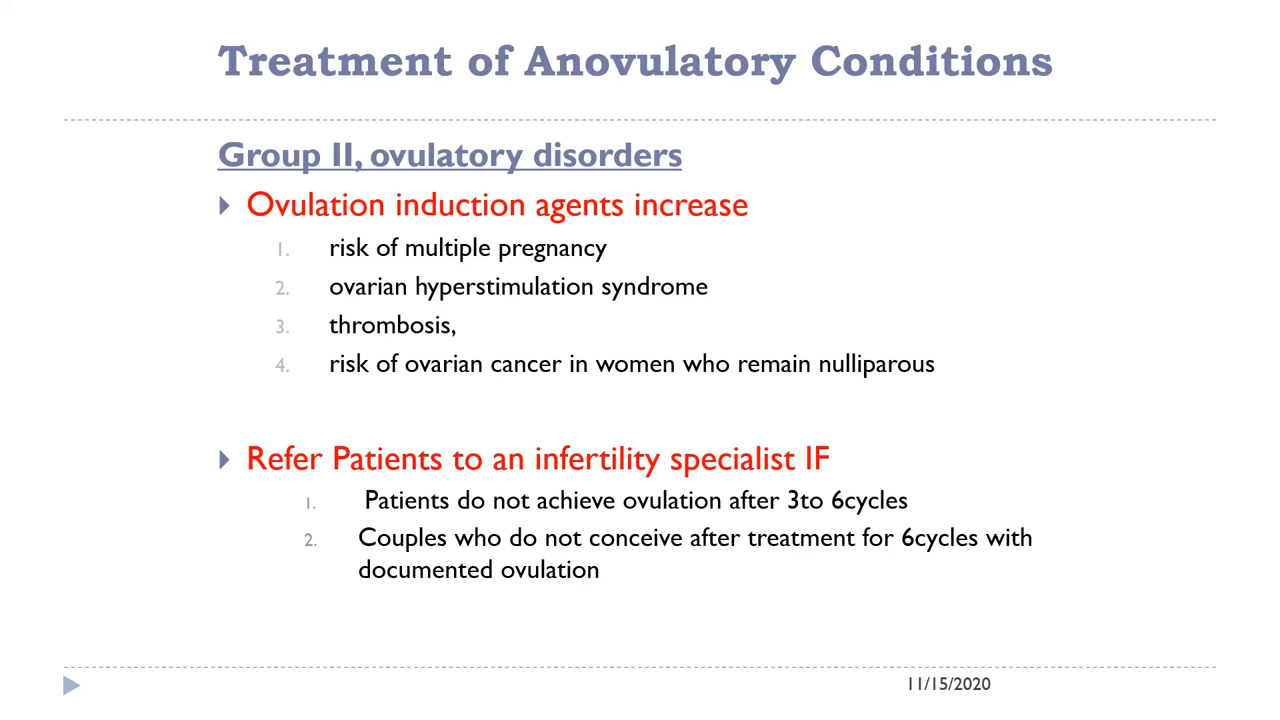 Treatment of Anovulatory Conditions
Group II, ovulatory disorders
Ovulation induction agents increase
1. risk of multiple pregnancy
2. ovarian hyperstimulation syndrome
3. thrombosis,
4. risk of ovarian cancer in women who remain nulliparous
Refer Patients to an infertility specialist IF
1. Patients do not achieve ovulation after 3to 6cycles
2. Couples who do not conceive after treatment for 6cycles with
documented ovulation
11/15/2020